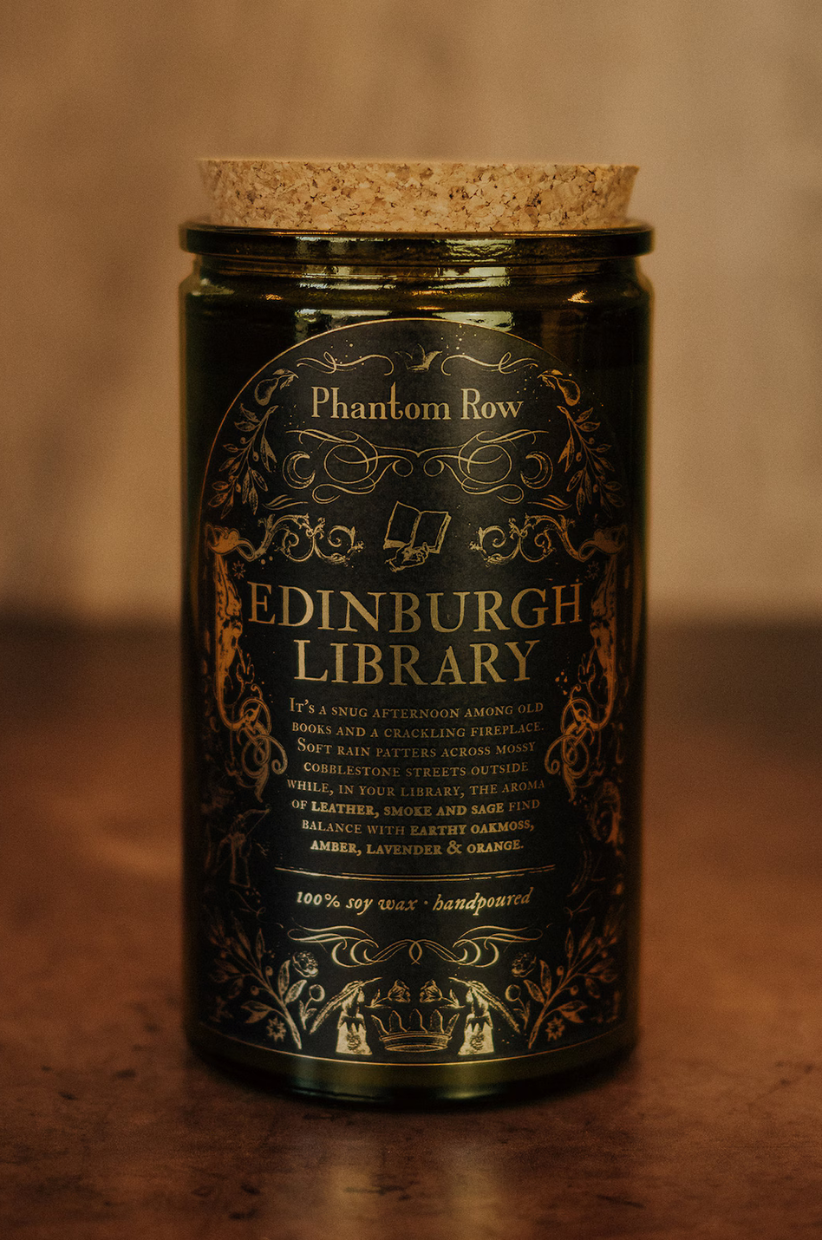 Phantom Row
EDINBURGH
LIBRARY
IT'S A SNUG AFTERNOON AMONG OLD
BOOKS AND A CRACKLING FIREPLACE.
SOFT RAIN PATTERS ACROSS MOSSY
COBBLESTONE STREETS OUTSIDE
WHILE, IN YOUR LIBRARY, THE AROMA
OF LEATHER, SMOKE AND SAGE FIND
BALANCE WITH EARTHY OAKMOSS,
AMBER, LAVENDER & ORANGE.
100% soy wax · handpoured